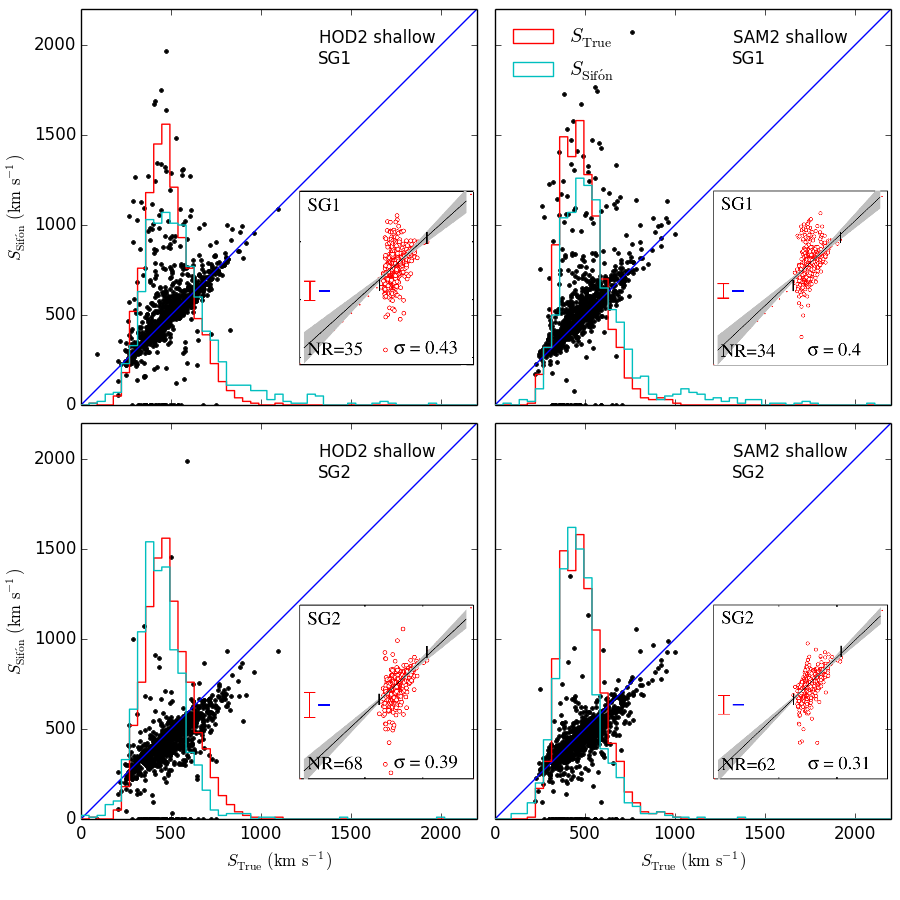 HOD2 shallow
SG1
SG1
NR=35
σ = 0.43
2000
1500
1000
500
0
S_Sifón (km s⁻¹)
S_True
S_Sifón
SAM2 shallow
SG1
SG1
NR=34
σ = 0.4
HOD2 shallow
SG2
SG2
NR=68
σ = 0.39
2000
1500
1000
500
0
S_Sifón (km s⁻¹)
0 500 1000 1500 2000
S_True (km s⁻¹)
SAM2 shallow
SG2
SG2
NR=62
σ = 0.31
0 500 1000 1500 2000
S_True (km s⁻¹)